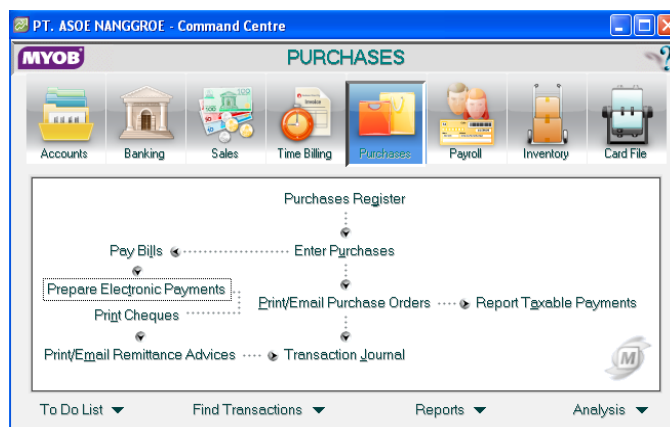 PT. ASOE NANGGROE - Command Centre
MYOB PURCHASES
Accounts Banking Sales Time Billing Purchases Payroll Inventory Card File
Purchases Register
Pay Bills Enter Purchases
Prepare Electronic Payments
Print/Email Purchase Orders Report Taxable Payments
Print Cheques
Print/Email Remittance Advices Transaction Journal
To Do List Find Transactions Reports Analysis